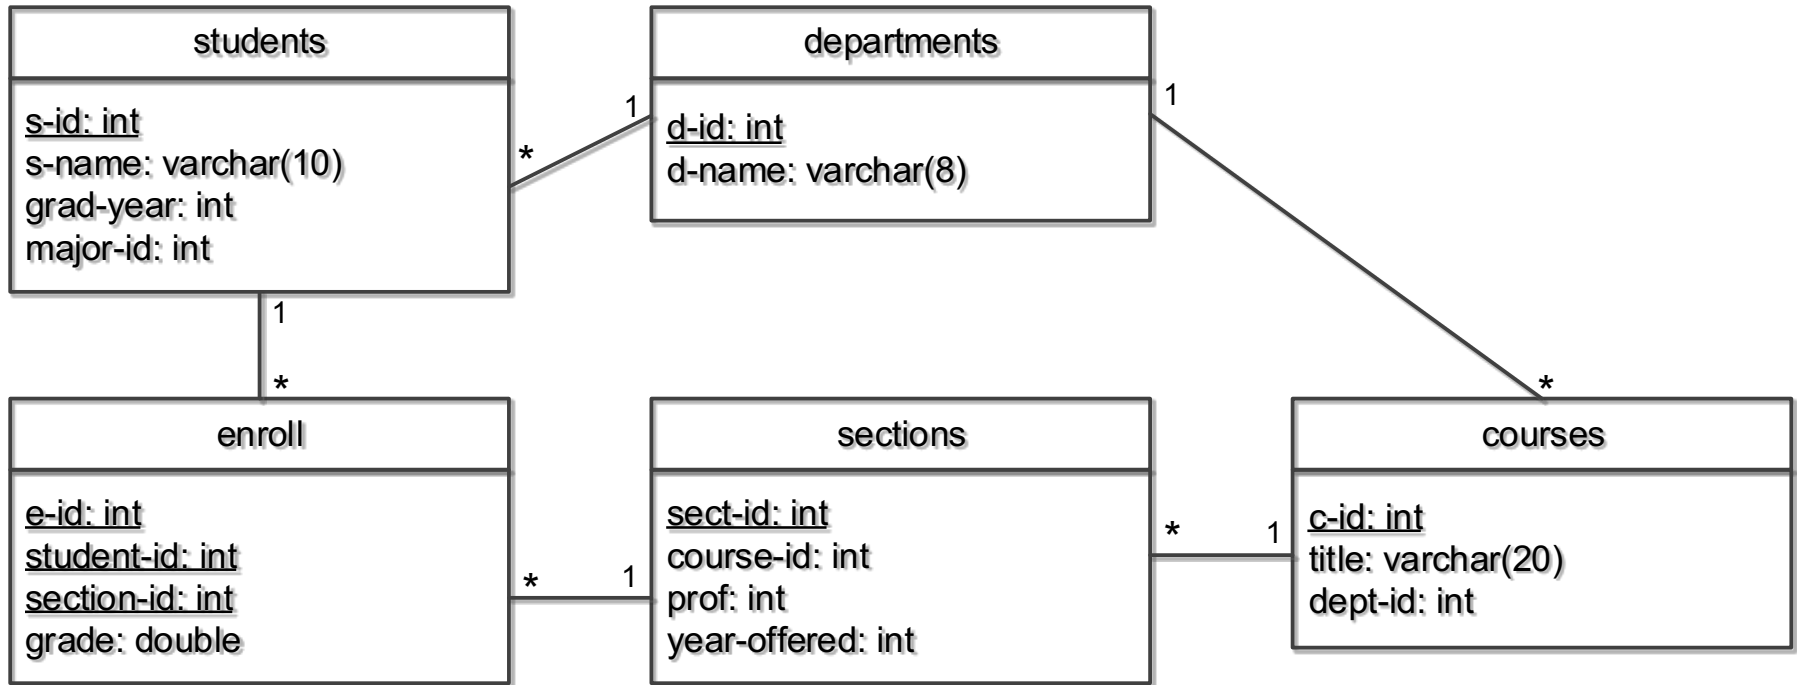 students
s-id: int
s-name: varchar(10)
grad-year: int
major-id: int
departments
d-id: int
d-name: varchar(8)
1
*
1
*
1
*
enroll
e-id: int
student-id: int
section-id: int
grade: double
*
1
sections
sect-id: int
course-id: int
prof: int
year-offered: int
*
1
courses
c-id: int
title: varchar(20)
dept-id: int